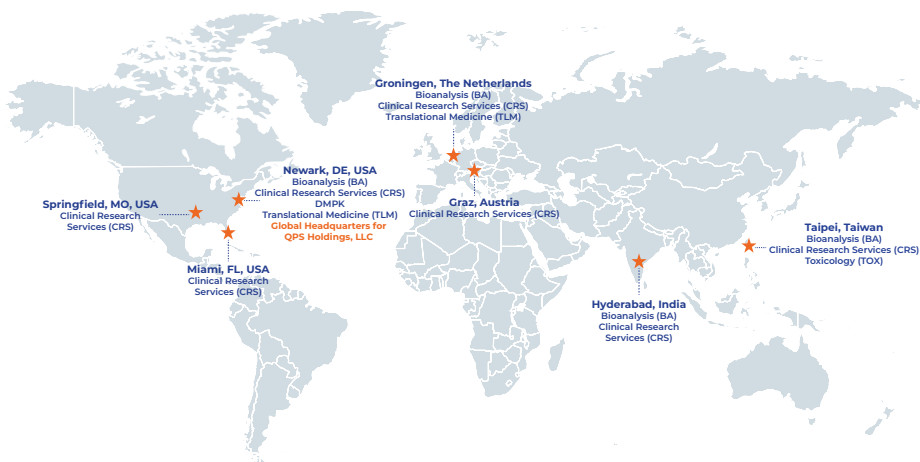 Groningen, The Netherlands
Bioanalysis (BA)
Clinical Research Services (CRS)
Translational Medicine (TLM)
Newark, DE, USA
Bioanalysis (BA)
Clinical Research Services (CRS)
DMPK
Translational Medicine (TLM)
Global Headquarters for
QPS Holdings, LLC
Springfield, MO, USA
Clinical Research
Services (CRS)
Graz, Austria
Clinical Research Services (CRS)
Taipei, Taiwan
Bioanalysis (BA)
Clinical Research Services (CRS)
Toxicology (TOX)
Miami, FL, USA
Clinical Research
Services (CRS)
Hyderabad, India
Bioanalysis (BA)
Clinical Research
Services (CRS)